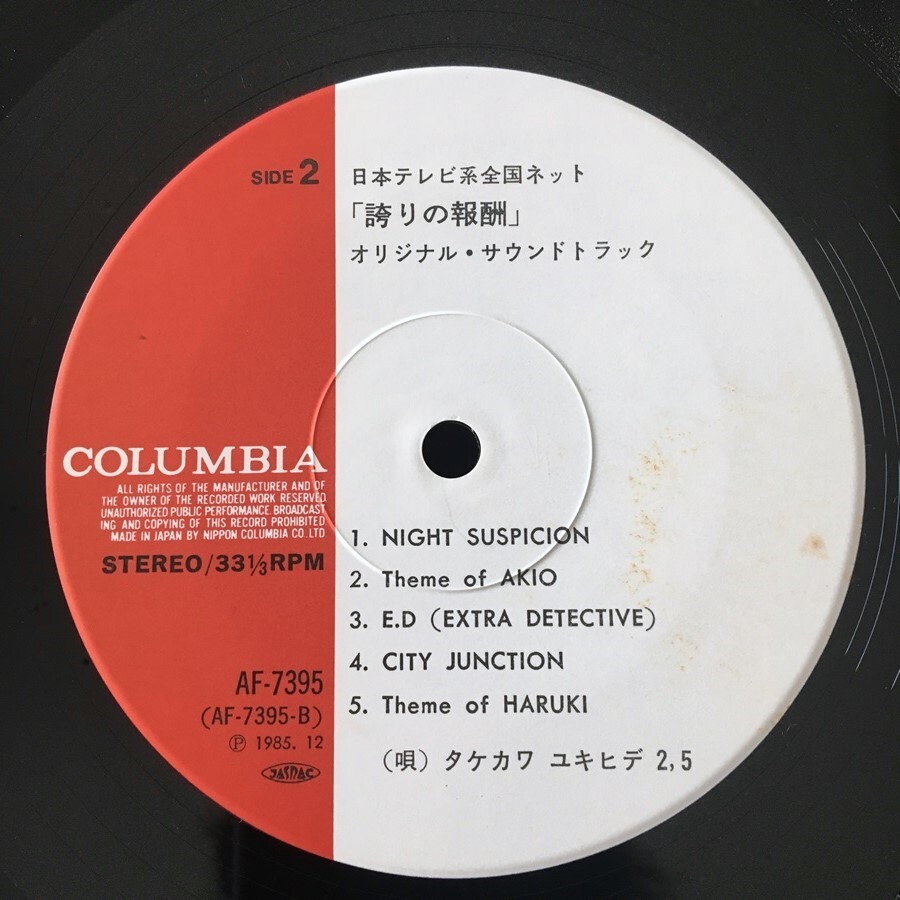 SIDE 2
日本テレビ系全国ネット
「誇りの報酬」
オリジナル・サウンドトラック
COLUMBIA
ALL RIGHTS OF THE MANUFACTURER AND OF
THE OWNER OF THE RECORDED WORK RESERVED
UNAUTHORIZED PUBLIC PERFORMANCE BROADCAST
ING AND COPYING OF THIS RECORD PROHIBITED
MADE IN JAPAN BY NIPPON COLUMBIA CO.LTD
STEREO/33⅓RPM
AF-7395
(AF-7395-B)
Ⓟ 1985. 12
JASRAC
1. NIGHT SUSPICION
2. Theme of AKIO
3. E.D (EXTRA DETECTIVE)
4. CITY JUNCTION
5. Theme of HARUKI
(唄) タケカワ ユキヒデ 2,5